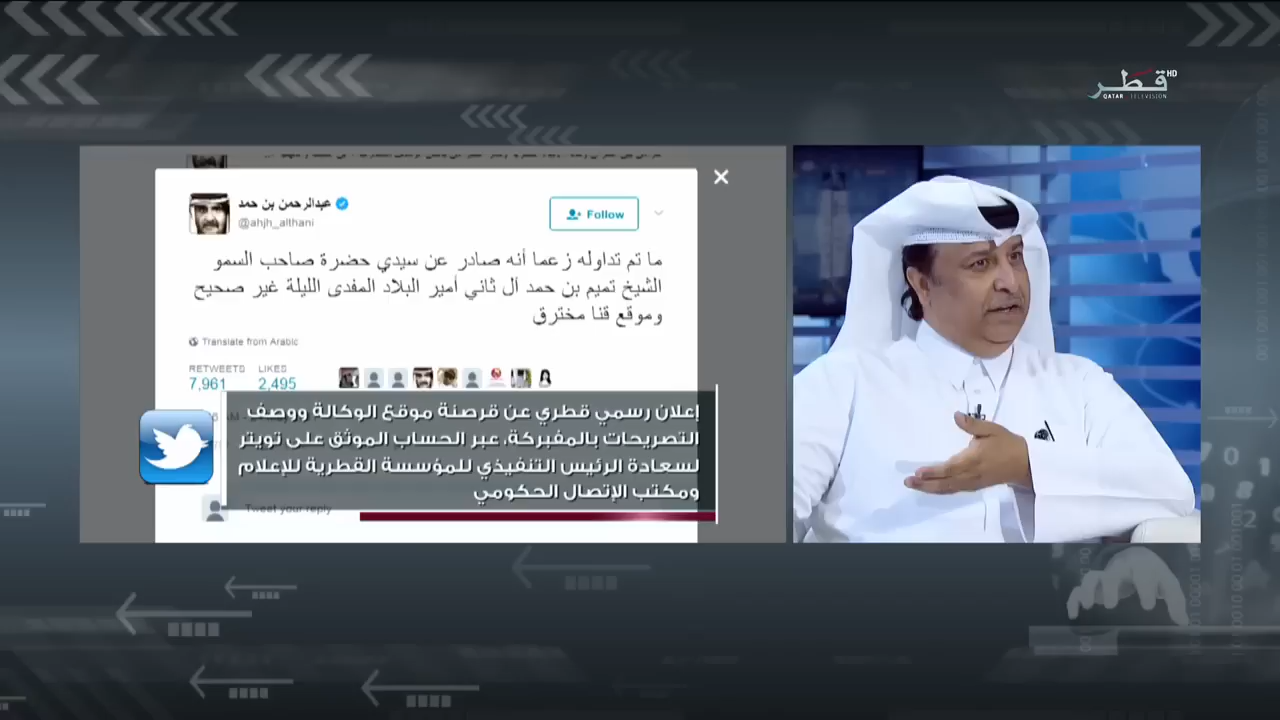 قطر HD
QATAR TELEVISION
عبدالرحمن بن حمد
@ahjh_althani
Follow
ما تم تداوله زعما أنه صادر عن سيدي حضرة صاحب السمو
الشيخ تميم بن حمد آل ثاني أمير البلاد المفدى الليلة غير صحيح
وموقع قنا مخترق
Translate from Arabic
RETWEETS LIKES
7,961 2,495
إعلان رسمي قطري عن قرصنة موقع الوكالة ووصف
التصريحات بالمفبركة، عبر الحساب الموثق على تويتر
لسعادة الرئيس التنفيذي للمؤسسة القطرية للإعلام
ومكتب الإتصال الحكومي
Tweet your reply